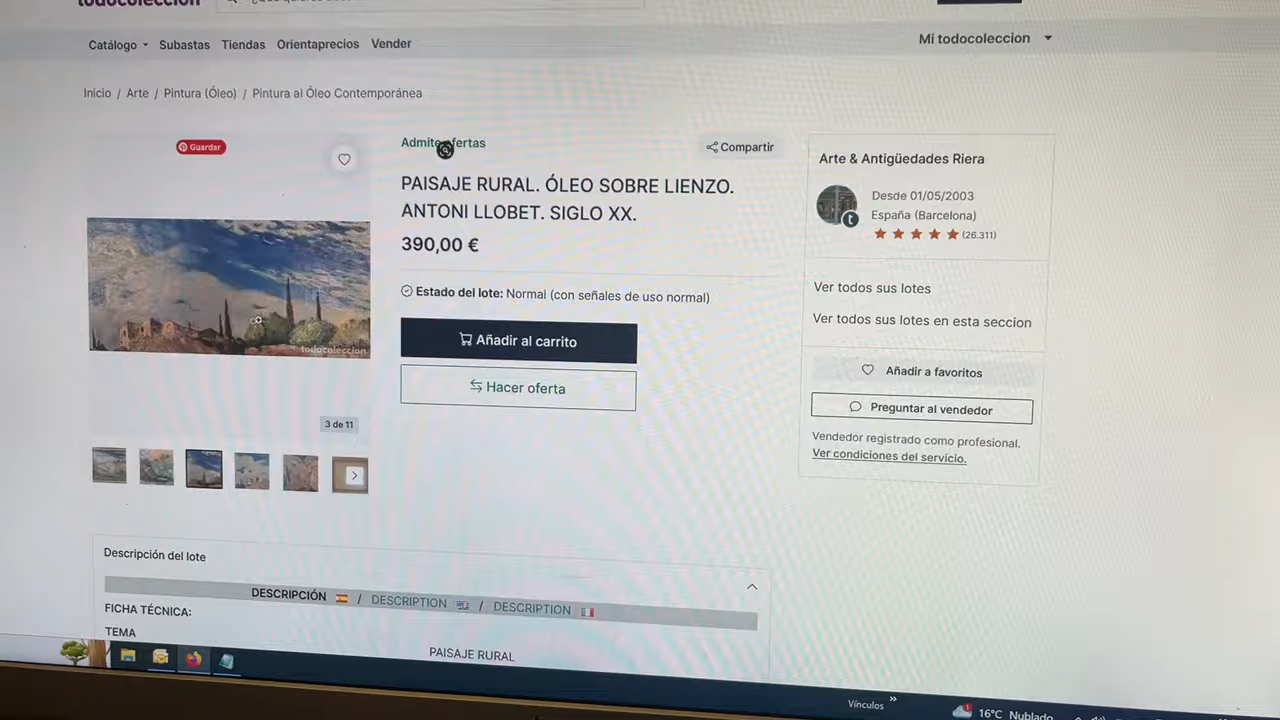 todocoleccion
Catálogo Subastas Tiendas Orientaprecios Vender
Mi todocoleccion
Inicio / Arte / Pintura (Óleo) / Pintura al Óleo Contemporánea
Guardar
todocoleccion
3 de 11
Admite ofertas
Compartir
PAISAJE RURAL. ÓLEO SOBRE LIENZO.
ANTONI LLOBET. SIGLO XX.
390,00 €
Estado del lote: Normal (con señales de uso normal)
Añadir al carrito
Hacer oferta
Arte & Antigüedades Riera
Desde 01/05/2003
España (Barcelona)
t
(26.311)
Ver todos sus lotes
Ver todos sus lotes en esta seccion
Añadir a favoritos
Preguntar al vendedor
Vendedor registrado como profesional.
Ver condiciones del servicio.
Descripción del lote
DESCRIPCIÓN / DESCRIPTION / DESCRIPTION
FICHA TÉCNICA:
TEMA
PAISAJE RURAL
Vínculos
16°C Nublado